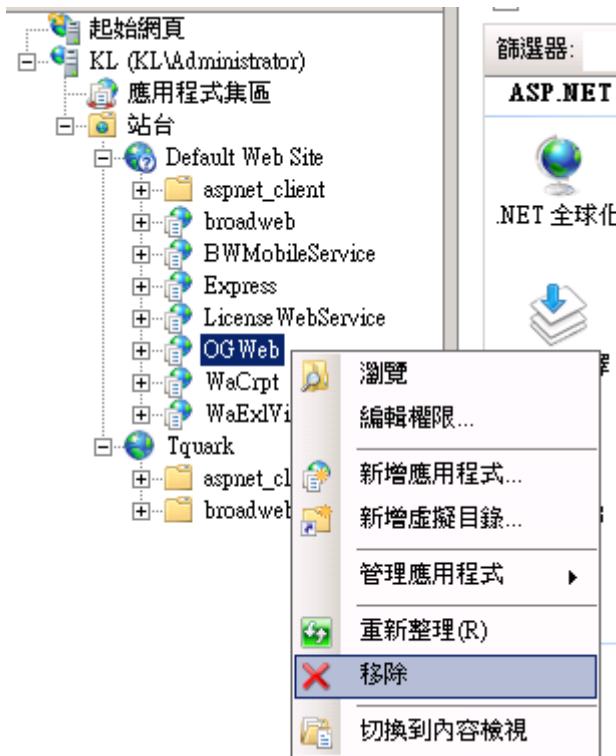 起始網頁
KL (KL\Administrator)
應用程式集區
站台
Default Web Site
aspnet_client
broadweb
BWMobileService
Express
LicenseWebService
OGWeb
WaCrpt
WaExlVi
Tquark
aspnet_cl
broadweb
篩選器:
ASP.NET
.NET 全球化
瀏覽
編輯權限...
新增應用程式...
新增虛擬目錄...
管理應用程式
重新整理(R)
移除
切換到內容檢視